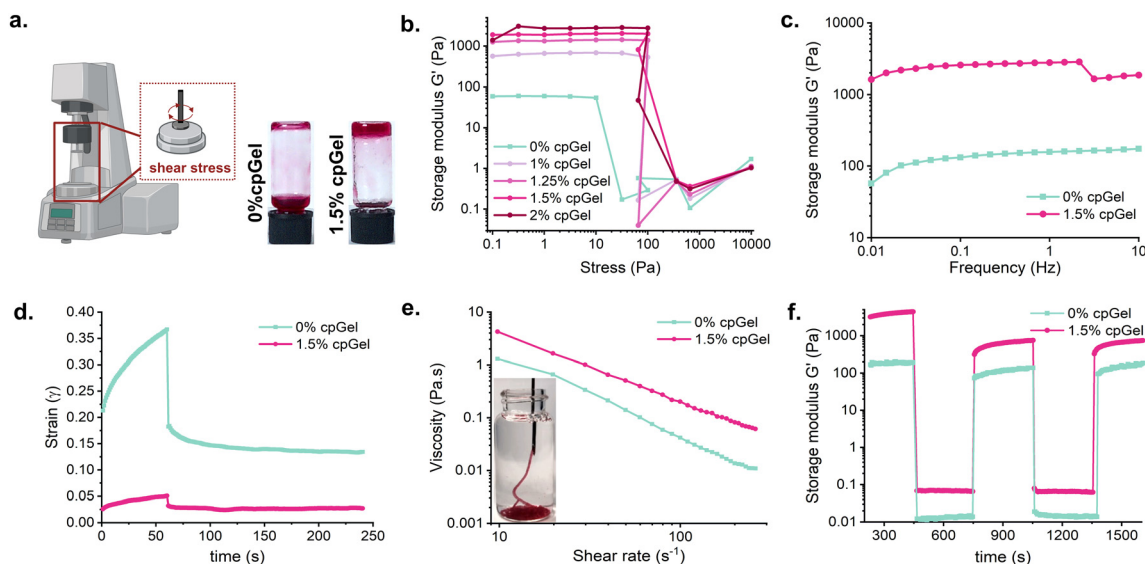 a.
shear stress
0%cpGel
1.5% cpGel
b.
Storage modulus G' (Pa)
1000
100
10
1
0.1
0% cpGel
1% cpGel
1.25% cpGel
1.5% cpGel
2% cpGel
0.1
1
10
100
1000
10000
Stress (Pa)
c.
Storage modulus G' (Pa)
10000
1000
100
10
0% cpGel
1.5% cpGel
0.01
0.1
1
10
Frequency (Hz)
d.
Strain (γ)
0.40
0.35
0.30
0.25
0.20
0.15
0.10
0.05
0.00
0% cpGel
1.5% cpGel
0
50
100
150
200
250
time (s)
e.
Viscosity (Pa.s)
10
1
0.1
0.01
0.001
0% cpGel
1.5% cpGel
10
100
Shear rate (s⁻¹)
f.
Storage modulus G' (Pa)
1000
100
10
1
0.1
0.01
0% cpGel
1.5% cpGel
300
600
900
1200
1500
time (s)